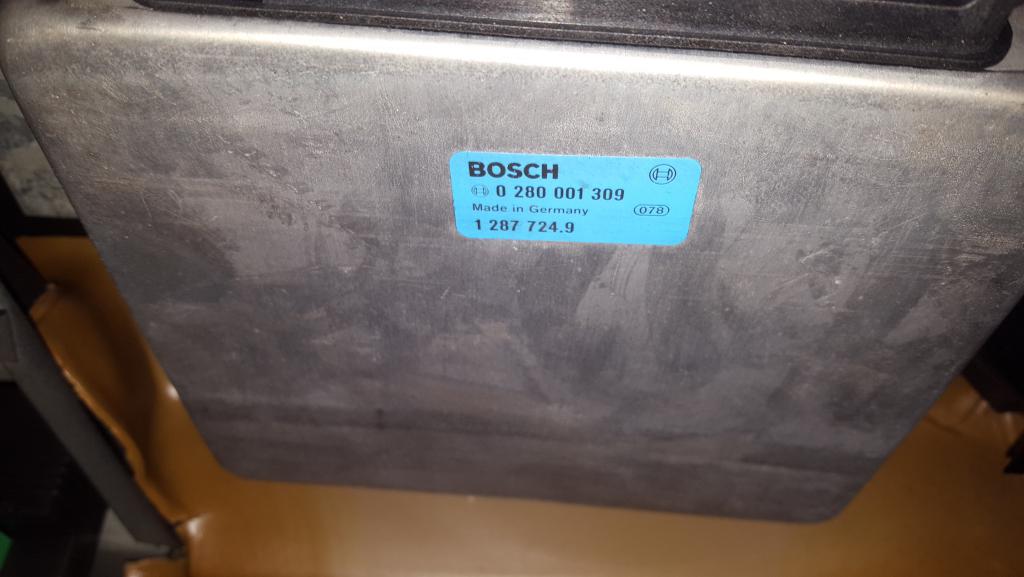 BOSCH
0 280 001 309
Made in Germany 078
1 287 724.9